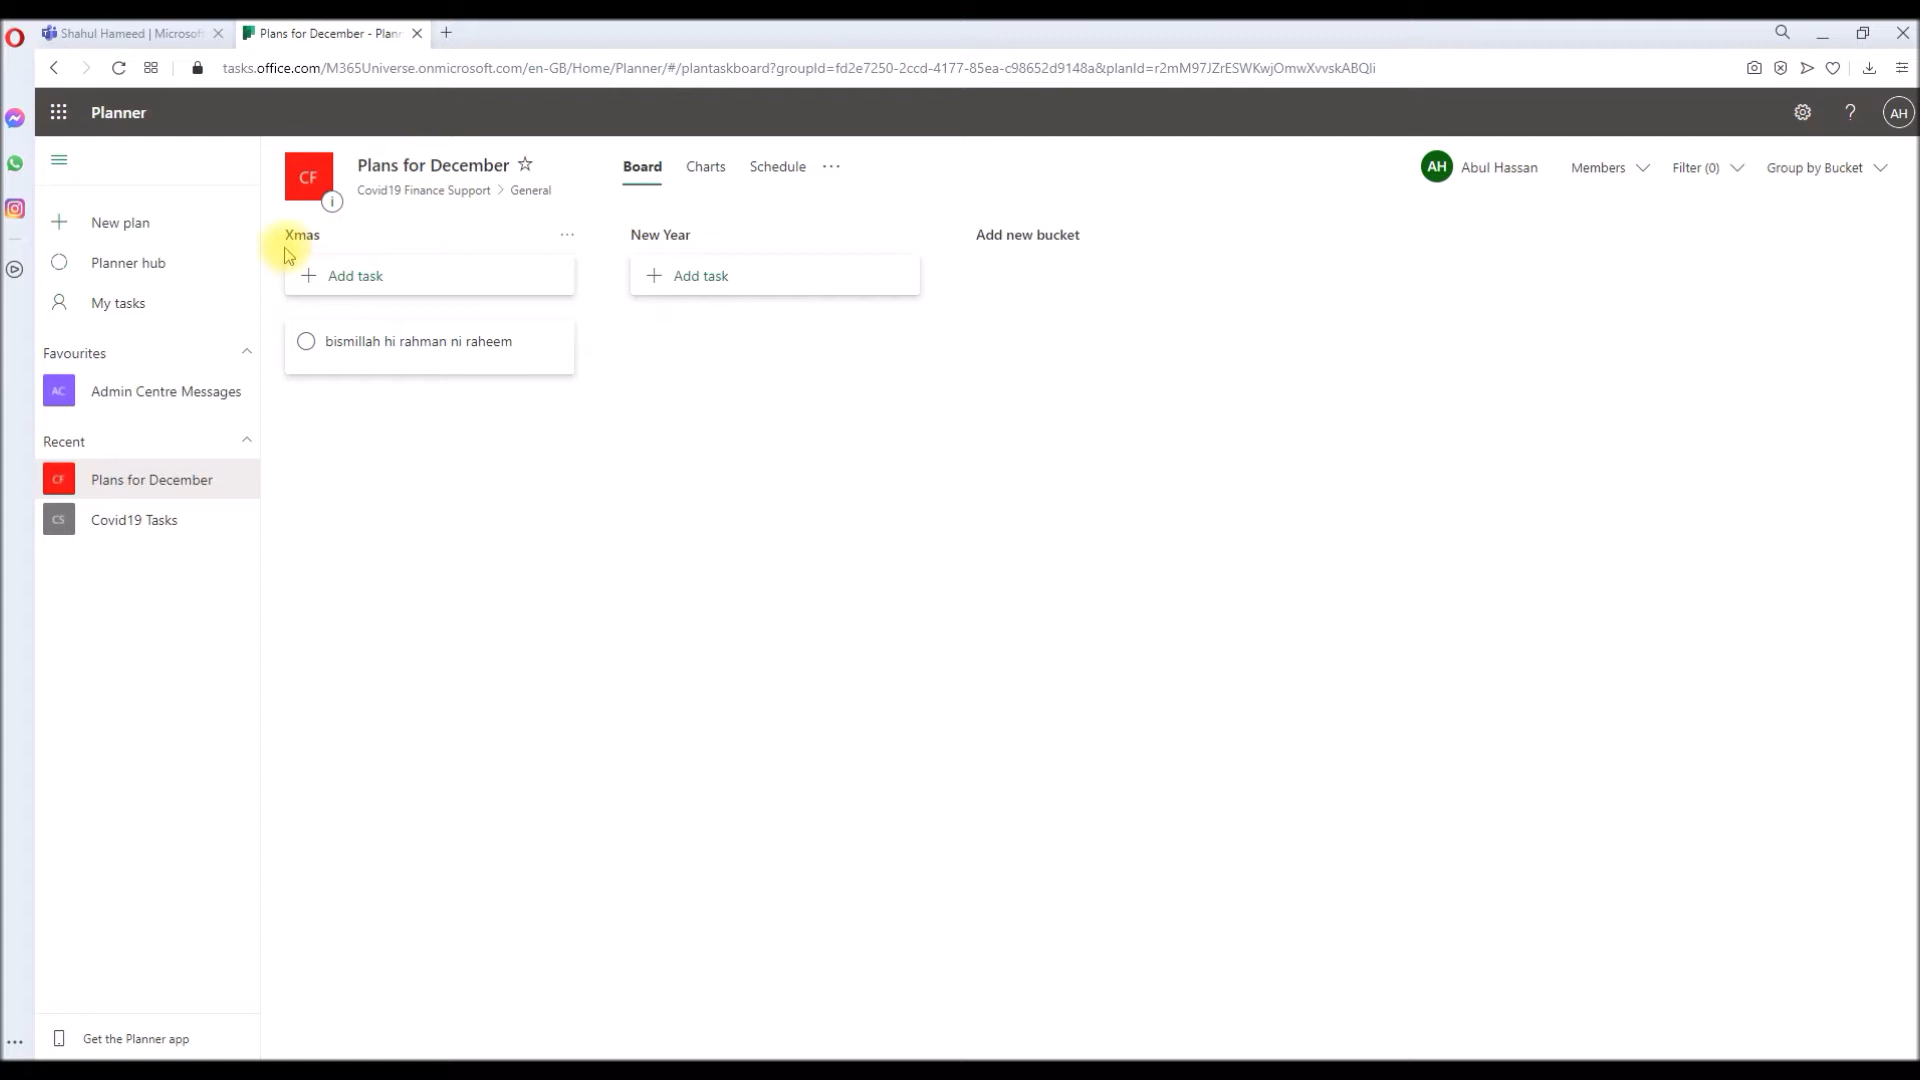 Shahul Hameed | Microsof
Plans for December - Plann
tasks.office.com/M365Universe.onmicrosoft.com/en-GB/Home/Planner/#/plantaskboard?groupId=fd2e7250-2ccd-4177-85ea-c98652d9148a&planId=r2mM97JZrESWKwjOmwXvvskABQli
Planner
?
AH
CF
i
Plans for December
Covid19 Finance Support > General
Board
Charts
Schedule
...
AH
Abul Hassan
Members
Filter (0)
Group by Bucket
New plan
Planner hub
My tasks
Favourites
AC
Admin Centre Messages
Recent
CF
Plans for December
CS
Covid19 Tasks
Get the Planner app
Xmas
...
+ Add task
bismillah hi rahman ni raheem
New Year
+ Add task
Add new bucket